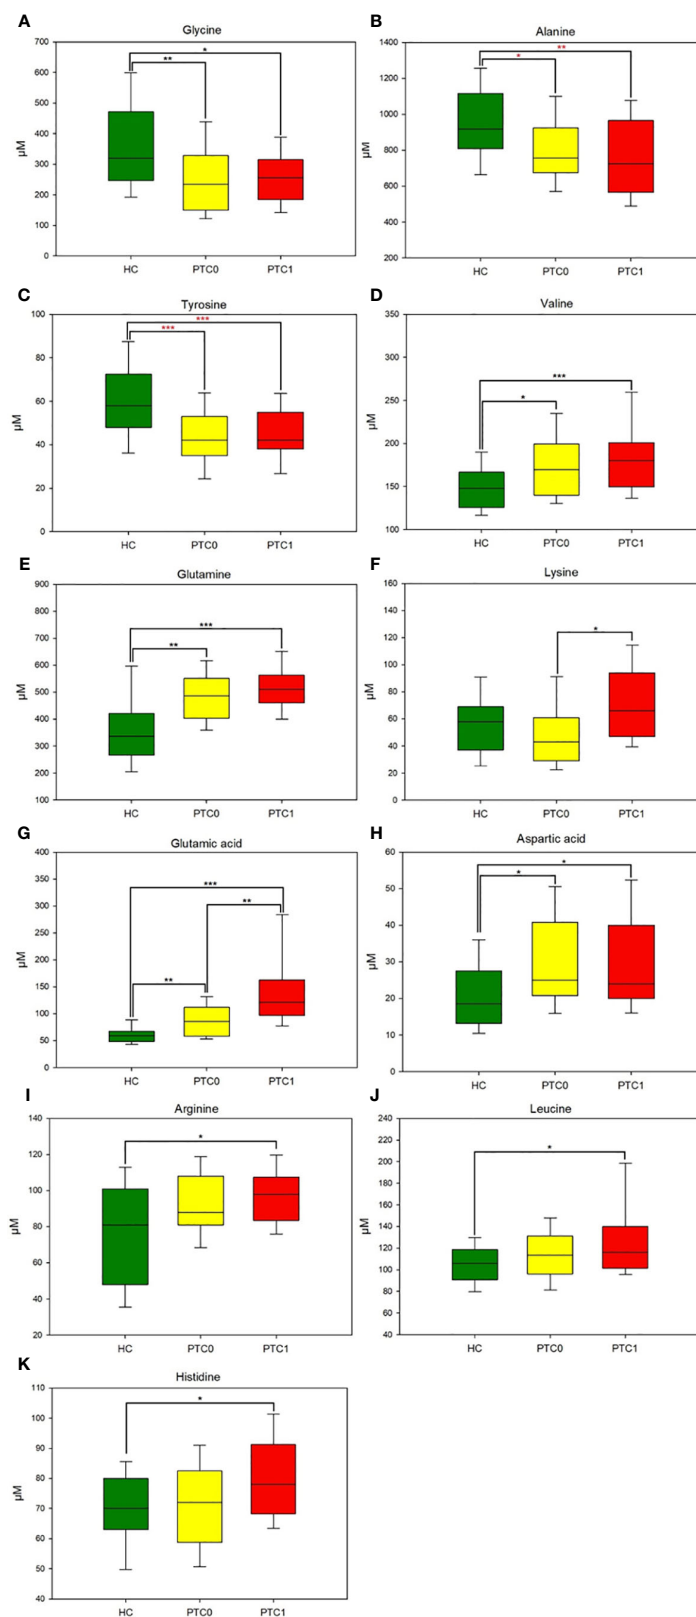 A
Glycine
700
600
500
400
300
200
100
0
µM
*
**
HC PTC0 PTC1
B
Alanine
1400
1200
1000
800
600
400
200
µM
**
*
HC PTC0 PTC1
C
Tyrosine
100
80
60
40
20
0
µM
***
***
HC PTC0 PTC1
D
Valine
350
300
250
200
150
100
µM
***
*
HC PTC0 PTC1
E
Glutamine
900
800
700
600
500
400
300
200
100
µM
***
**
HC PTC0 PTC1
F
Lysine
160
140
120
100
80
60
40
20
0
µM
*
HC PTC0 PTC1
G
Glutamic acid
400
350
300
250
200
150
100
50
0
µM
***
**
**
HC PTC0 PTC1
H
Aspartic acid
60
50
40
30
20
10
0
µM
*
*
HC PTC0 PTC1
I
Arginine
140
120
100
80
60
40
20
µM
*
HC PTC0 PTC1
J
Leucine
240
220
200
180
160
140
120
100
80
60
40
µM
*
HC PTC0 PTC1
K
Histidine
110
100
90
80
70
60
50
40
µM
*
HC PTC0 PTC1